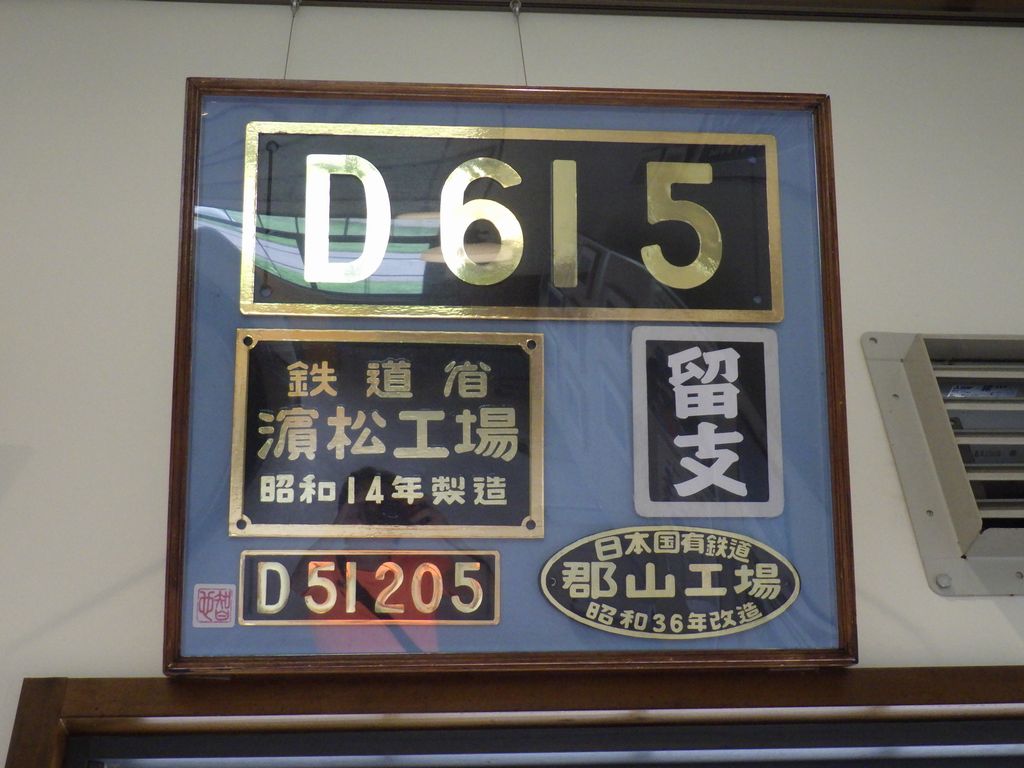 D615
鉄道省
濱松工場
昭和14年製造
留
支
D51205
日本国有鉄道
郡山工場
昭和36年改造